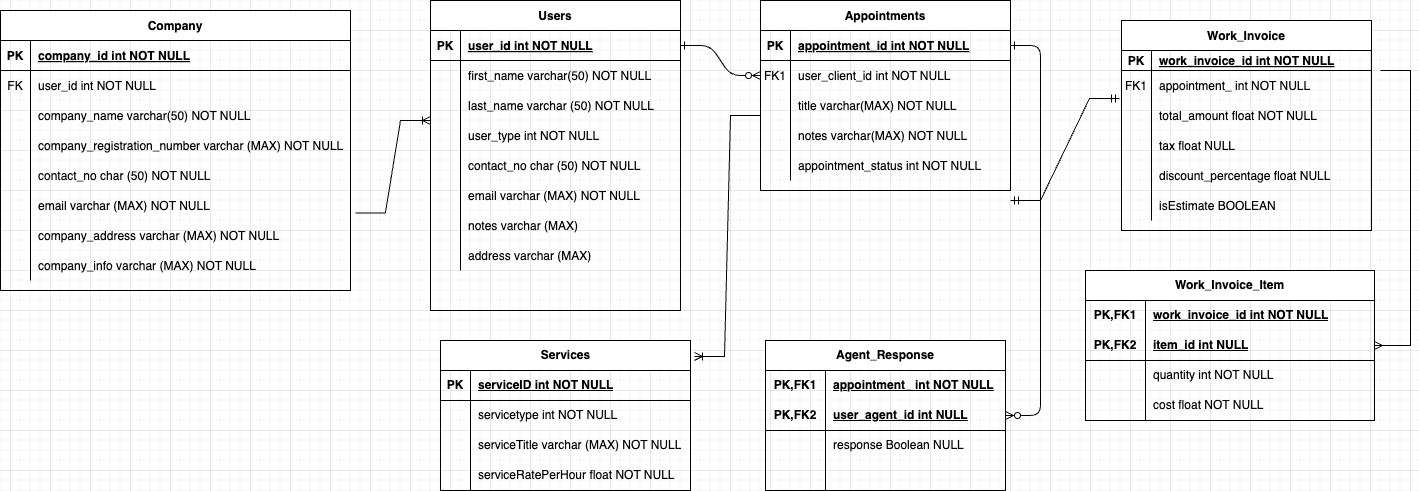 Company
PK company_id int NOT NULL
FK user_id int NOT NULL
company_name varchar(50) NOT NULL
company_registration_number varchar (MAX) NOT NULL
contact_no char (50) NOT NULL
email varchar (MAX) NOT NULL
company_address varchar (MAX) NOT NULL
company_info varchar (MAX) NOT NULL
Users
PK user_id int NOT NULL
first_name varchar(50) NOT NULL
last_name varchar (50) NOT NULL
user_type int NOT NULL
contact_no char (50) NOT NULL
email varchar (MAX) NOT NULL
notes varchar (MAX)
address varchar (MAX)
Appointments
PK appointment_id int NOT NULL
FK1 user_client_id int NOT NULL
title varchar(MAX) NOT NULL
notes varchar(MAX) NOT NULL
appointment_status int NOT NULL
Work_Invoice
PK work_invoice_id int NOT NULL
FK1 appointment_ int NOT NULL
total_amount float NOT NULL
tax float NULL
discount_percentage float NULL
isEstimate BOOLEAN
Services
PK serviceID int NOT NULL
servicetype int NOT NULL
serviceTitle varchar (MAX) NOT NULL
serviceRatePerHour float NOT NULL
Agent_Response
PK,FK1 appointment_ int NOT NULL
PK,FK2 user_agent_id int NULL
response Boolean NULL
Work_Invoice_Item
PK,FK1 work_invoice_id int NOT NULL
PK,FK2 item_id int NULL
quantity int NOT NULL
cost float NOT NULL